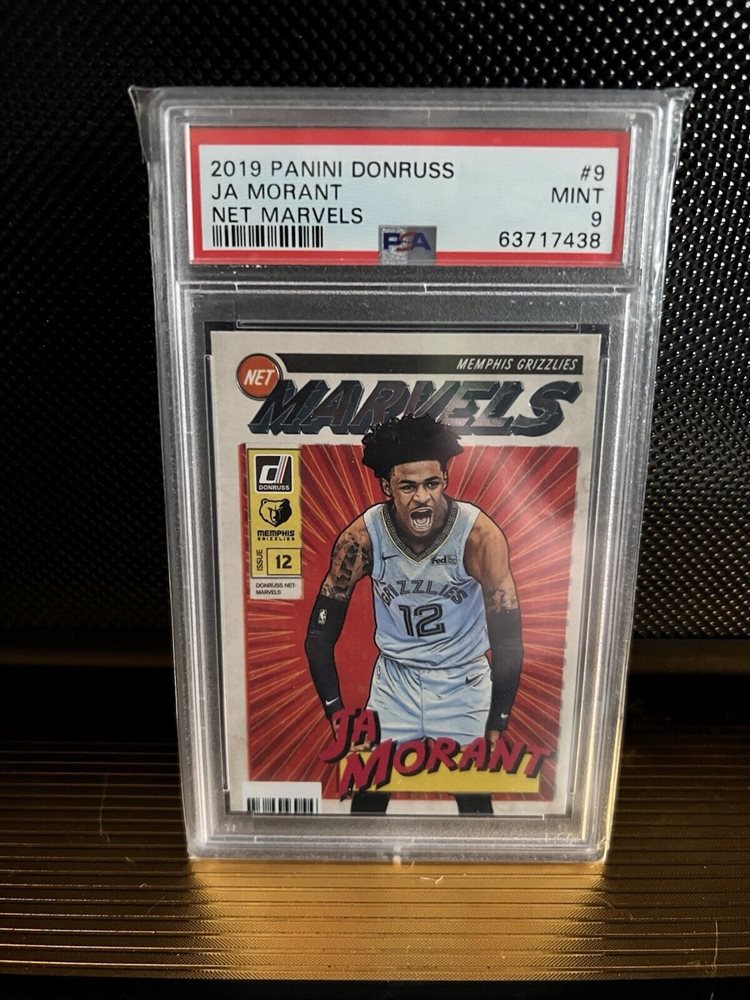 2019 PANINI DONRUSS #9
JA MORANT MINT
NET MARVELS 9
PSA 63717438
MEMPHIS GRIZZLIES
NET
MARVELS
DONRUSS
MEMPHIS
GRIZZLIES
ISSUE 12
DONRUSS NET-
MARVELS
FedEx
GRIZZLIES
12
JA
MORANT